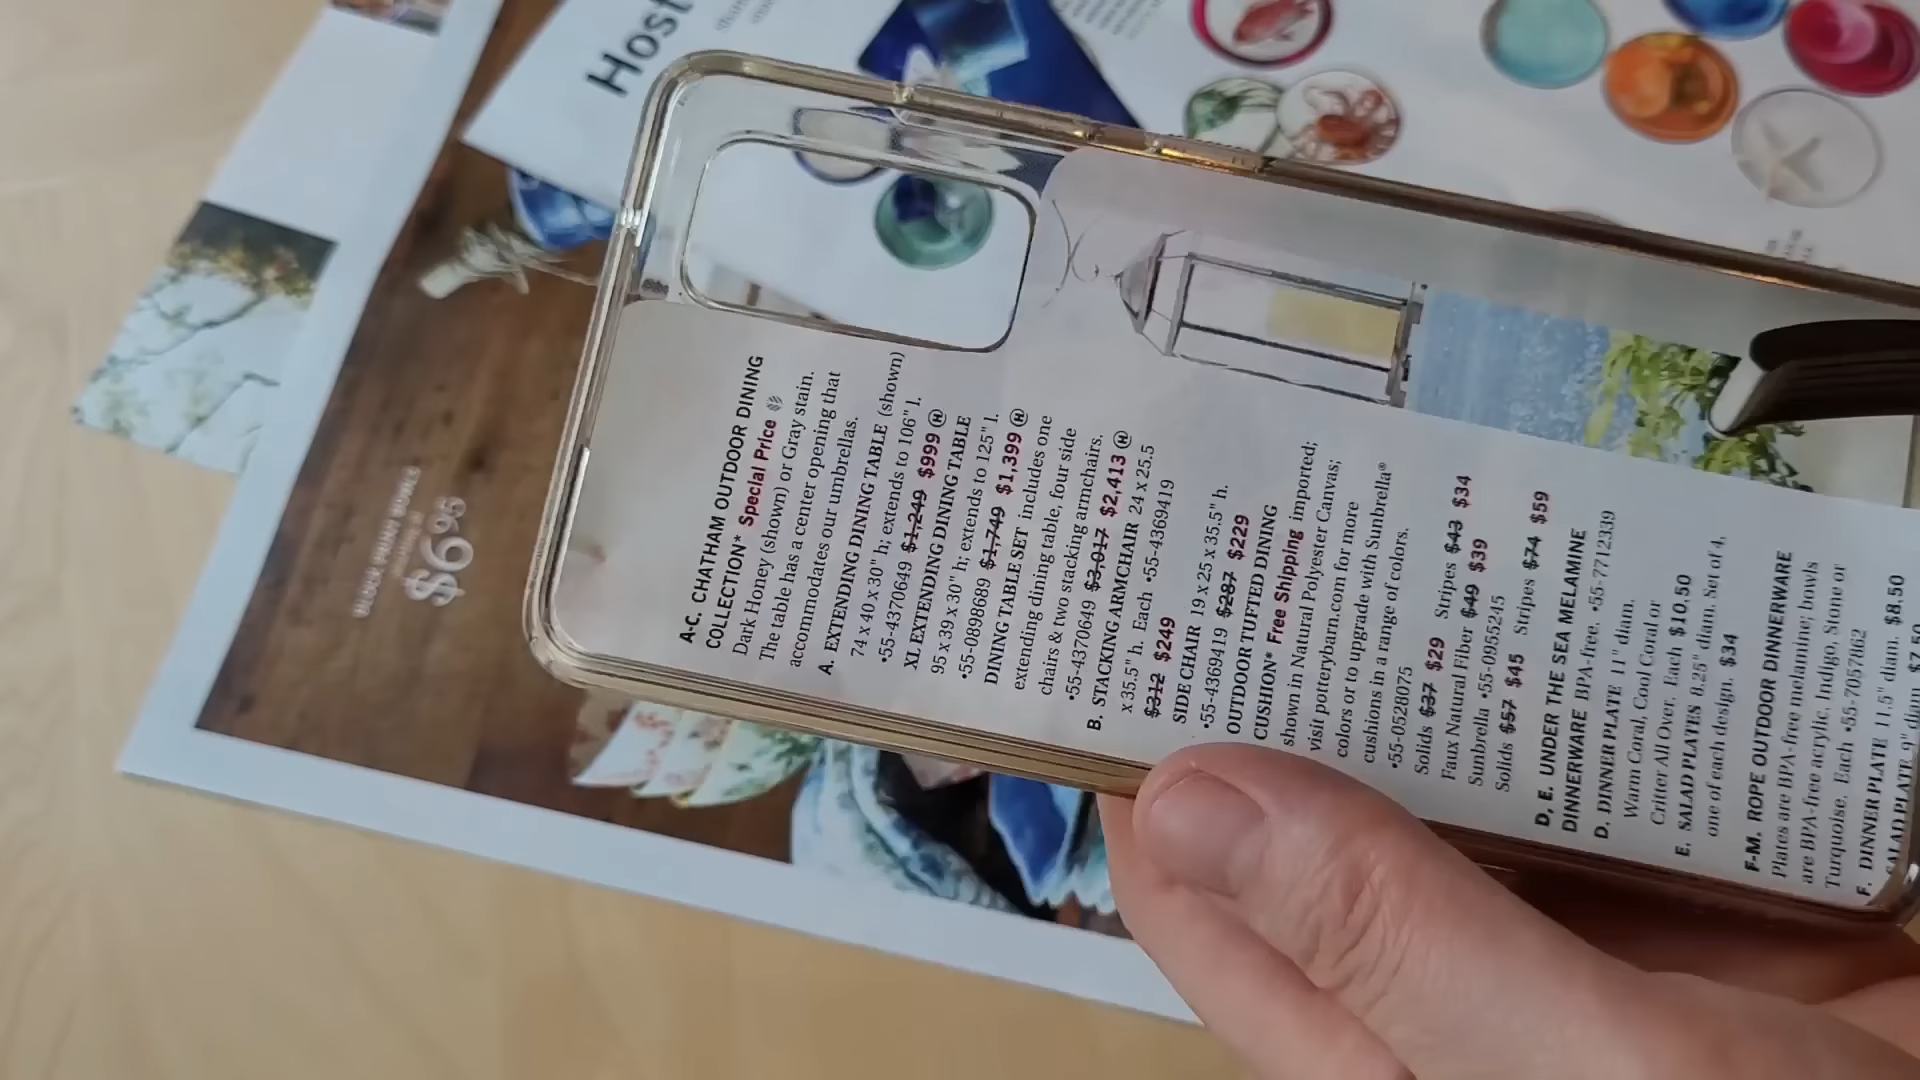 Host
$6.95
A-C. CHATHAM OUTDOOR DINING
COLLECTION* Special Price
Dark Honey (shown) or Gray stain.
The table has a center opening that
accommodates our umbrellas.
A. EXTENDING DINING TABLE (shown)
74 x 40 x 30" h; extends to 106" l.
•55-4370649 $1,249 $999 Ⓗ
XL EXTENDING DINING TABLE
95 x 39 x 30" h; extends to 125" l.
•55-0898689 $1,749 $1,399 Ⓗ
DINING TABLE SET includes one
extending dining table, four side
chairs & two stacking armchairs.
•55-4370649 $3,017 $2,413 Ⓗ
B. STACKING ARMCHAIR 24 x 25.5
x 35.5" h. Each •55-4369419
$312 $249
SIDE CHAIR 19 x 25 x 35.5" h.
•55-4369419 $287 $229
OUTDOOR TUFTED DINING
CUSHION* Free Shipping imported;
shown in Natural Polyester Canvas;
visit potterybarn.com for more
colors or to upgrade with Sunbrella®
cushions in a range of colors.
•55-0528075
Solids $37 $29 Stripes $43 $34
Faux Natural Fiber $49 $39
Sunbrella •55-0955245
Solids $57 $45 Stripes $74 $59
D, E. UNDER THE SEA MELAMINE
DINNERWARE BPA-free. •55-7712339
D. DINNER PLATE 11" diam.
Warm Coral, Cool Coral or
Critter All Over. Each $10.50
E. SALAD PLATES 8.25" diam. Set of 4,
one of each design. $34
F-M. ROPE OUTDOOR DINNERWARE
Plates are BPA-free melamine; bowls
are BPA-free acrylic. Indigo, Stone or
Turquoise. Each •55-7057862
F. DINNER PLATE 11.5" diam. $8.50
SALAD PLATE 9" diam. $7.50